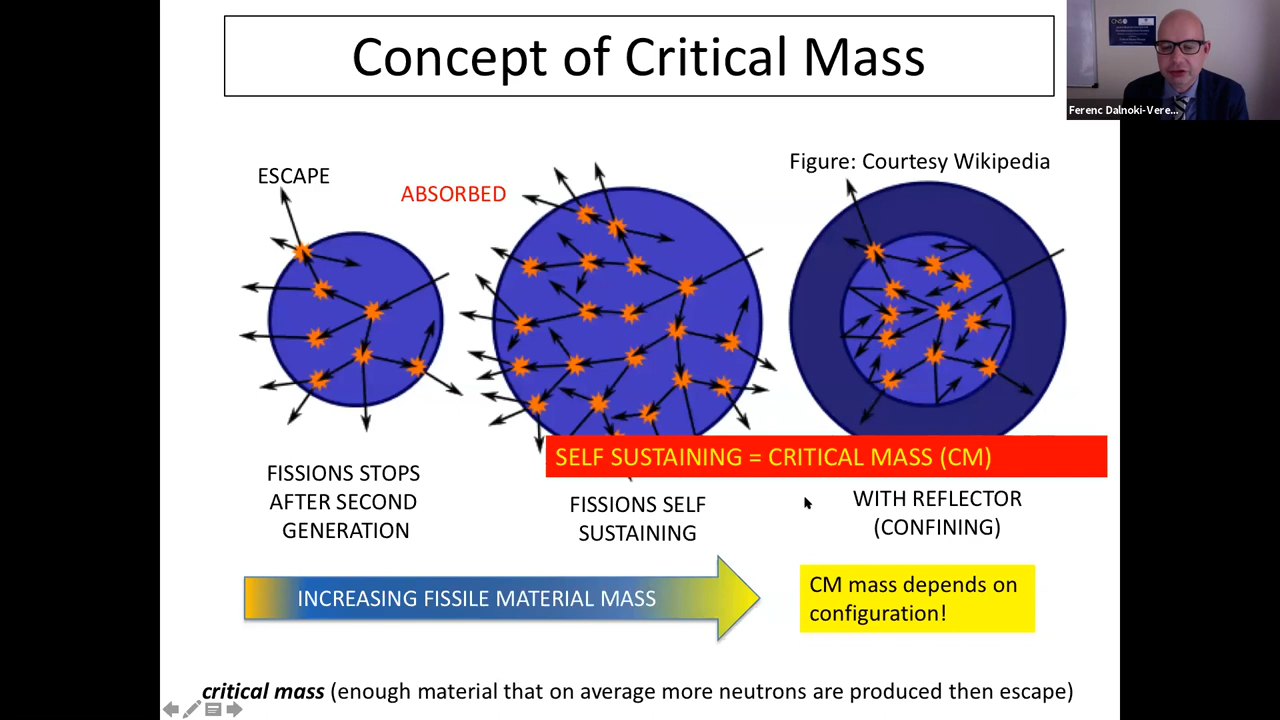 Concept of Critical Mass
Ferenc Dalnoki-Vere...
Figure: Courtesy Wikipedia
ESCAPE
ABSORBED
SELF SUSTAINING = CRITICAL MASS (CM)
FISSIONS STOPS
AFTER SECOND
GENERATION
FISSIONS SELF
SUSTAINING
WITH REFLECTOR
(CONFINING)
INCREASING FISSILE MATERIAL MASS
CM mass depends on
configuration!
critical mass (enough material that on average more neutrons are produced then escape)